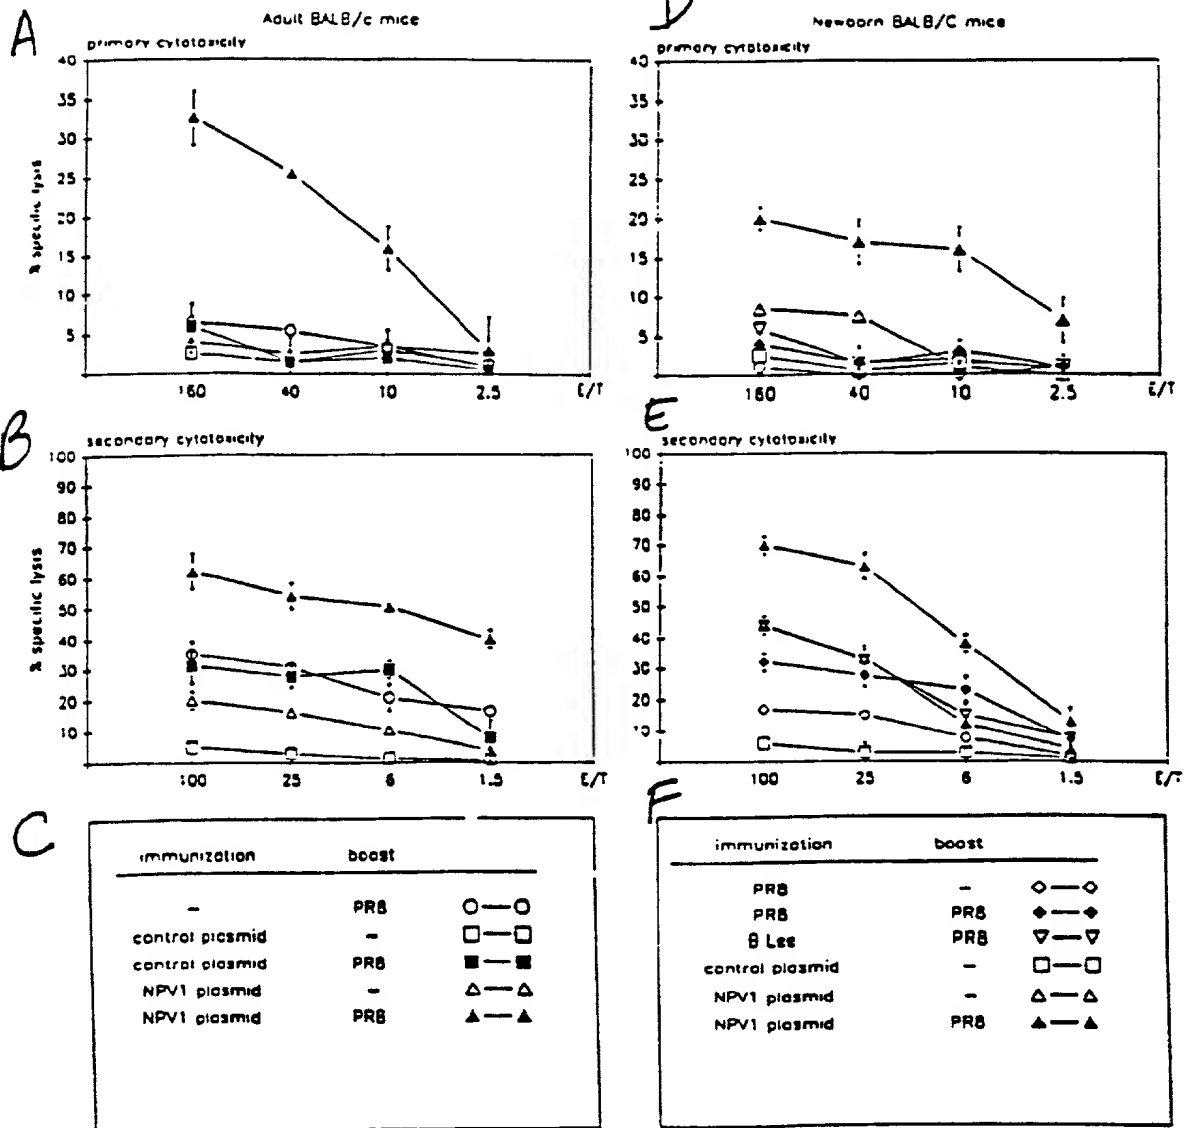 A
Adult BALB/c mice
primary cytotoxicity
40
35
30
25
20
15
10
5
% specific lysis
160 40 10 2.5 E/T
D
Newborn BALB/C mice
primary cytotoxicity
40
35
30
25
20
15
10
5
160 40 10 2.5 E/T
B
secondary cytotoxicity
100
90
80
70
60
50
40
30
20
10
% specific lysis
100 25 6 1.5 E/T
E
secondary cytotoxicity
100
90
80
70
60
50
40
30
20
10
100 25 6 1.5 E/T
C
immunization boost
– PR8
control plasmid –
control plasmid PR8
NPV1 plasmid –
NPV1 plasmid PR8
F
immunization boost
PR8 –
PR8 PR8
B Lee PR8
control plasmid –
NPV1 plasmid –
NPV1 plasmid PR8